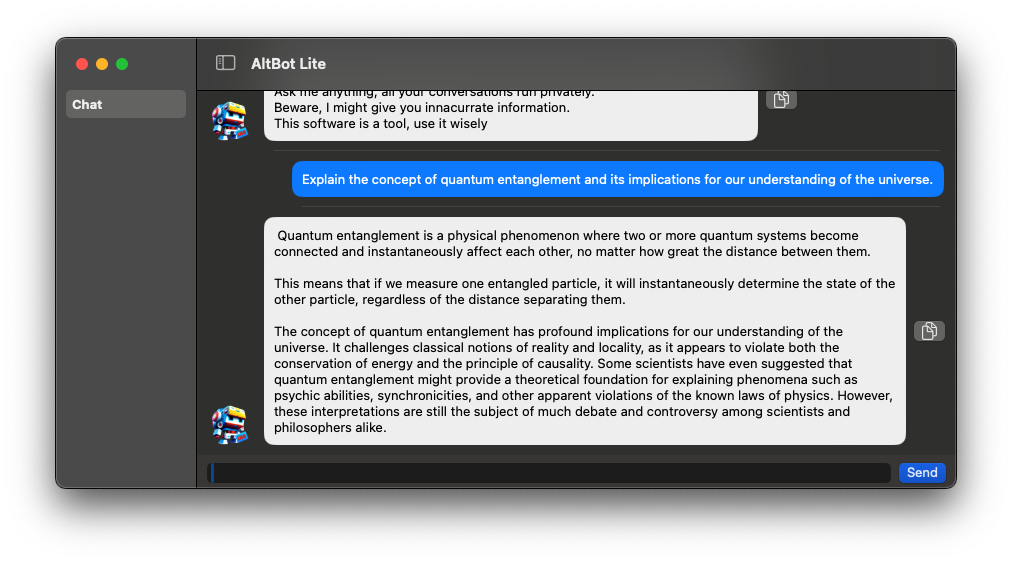 AltBot Lite
Chat
Ask me anything, all your conversations run privately.
Beware, I might give you innacurrate information.
This software is a tool, use it wisely
Explain the concept of quantum entanglement and its implications for our understanding of the universe.
Quantum entanglement is a physical phenomenon where two or more quantum systems become
connected and instantaneously affect each other, no matter how great the distance between them.
This means that if we measure one entangled particle, it will instantaneously determine the state of the
other particle, regardless of the distance separating them.
The concept of quantum entanglement has profound implications for our understanding of the
universe. It challenges classical notions of reality and locality, as it appears to violate both the
conservation of energy and the principle of causality. Some scientists have even suggested that
quantum entanglement might provide a theoretical foundation for explaining phenomena such as
psychic abilities, synchronicities, and other apparent violations of the known laws of physics. However,
these interpretations are still the subject of much debate and controversy among scientists and
philosophers alike.
Send